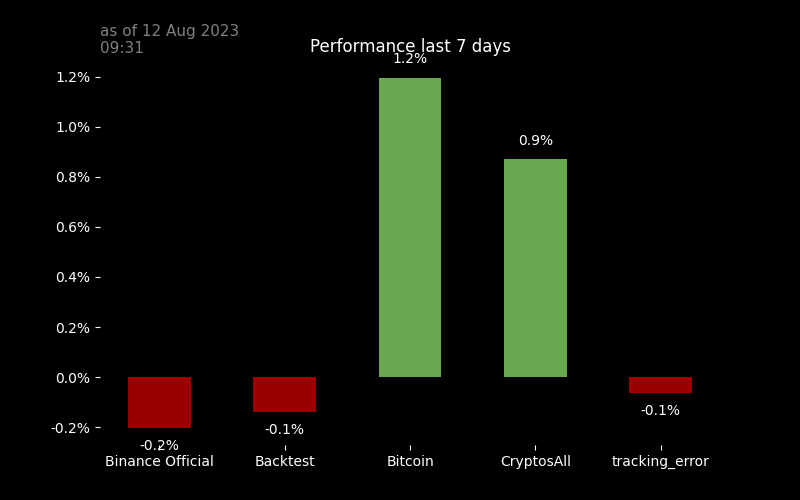 as of 12 Aug 2023
09:31
Performance last 7 days
1.2%
1.2%
1.0%
0.9%
0.8%
0.6%
0.4%
0.2%
0.0%
-0.2%
-0.2%
-0.1%
-0.1%
Binance Official
Backtest
Bitcoin
CryptosAll
tracking_error